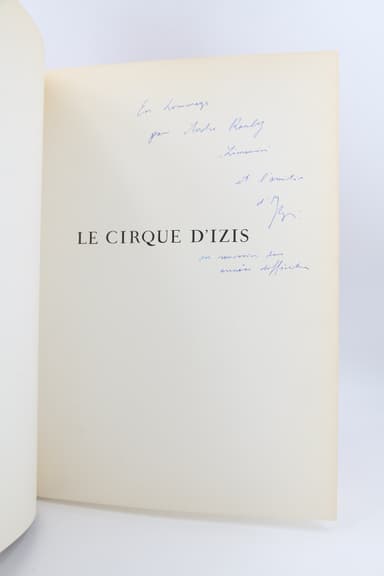 En hommage
pour André
et l'amitié
d'Izis
LE CIRQUE D'IZIS
en souvenir des
années difficiles